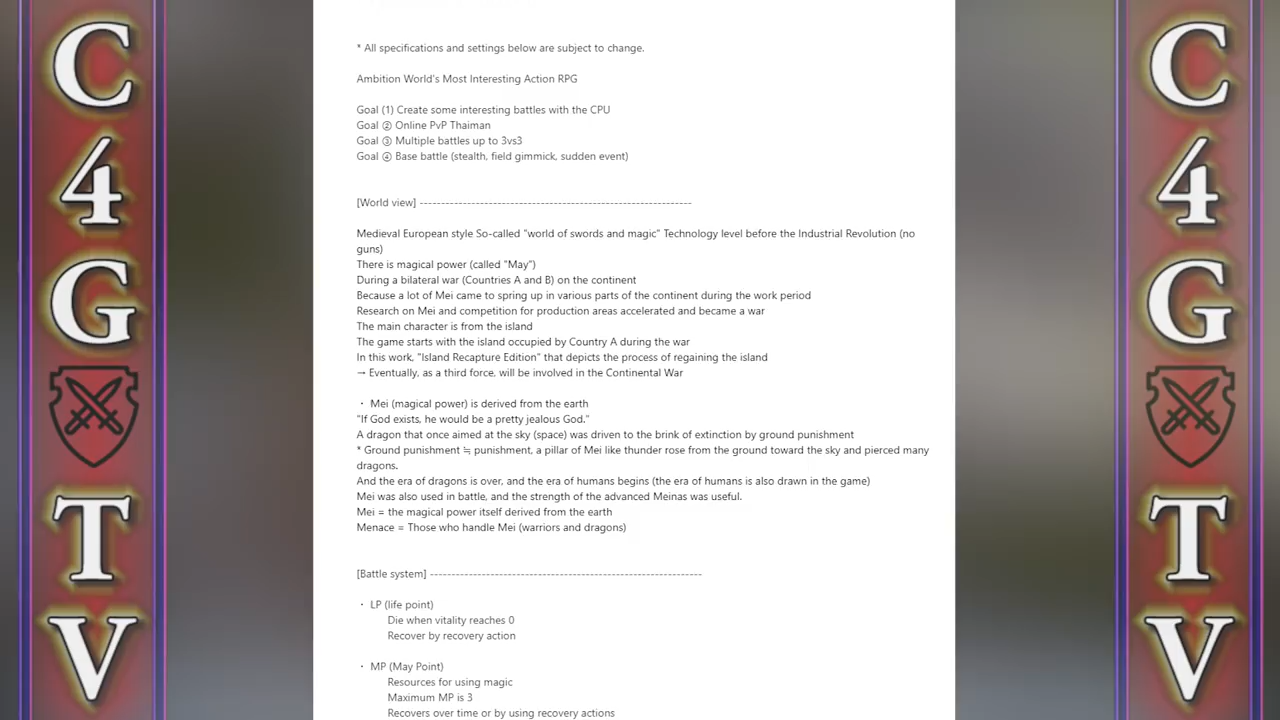 C
4
G
T
V
* All specifications and settings below are subject to change.
Ambition World's Most Interesting Action RPG
Goal (1) Create some interesting battles with the CPU
Goal ② Online PvP Thaiman
Goal ③ Multiple battles up to 3vs3
Goal ④ Base battle (stealth, field gimmick, sudden event)
[World view] ---------------------------------------------------------------
Medieval European style So-called "world of swords and magic" Technology level before the Industrial Revolution (no
guns)
There is magical power (called "May")
During a bilateral war (Countries A and B) on the continent
Because a lot of Mei came to spring up in various parts of the continent during the work period
Research on Mei and competition for production areas accelerated and became a war
The main character is from the island
The game starts with the island occupied by Country A during the war
In this work, "Island Recapture Edition" that depicts the process of regaining the island
→ Eventually, as a third force, will be involved in the Continental War
・ Mei (magical power) is derived from the earth
"If God exists, he would be a pretty jealous God."
A dragon that once aimed at the sky (space) was driven to the brink of extinction by ground punishment
* Ground punishment ≒ punishment, a pillar of Mei like thunder rose from the ground toward the sky and pierced many
dragons.
And the era of dragons is over, and the era of humans begins (the era of humans is also drawn in the game)
Mei was also used in battle, and the strength of the advanced Meinas was useful.
Mei = the magical power itself derived from the earth
Menace = Those who handle Mei (warriors and dragons)
[Battle system] ---------------------------------------------------------------
・ LP (life point)
Die when vitality reaches 0
Recover by recovery action
・ MP (May Point)
Resources for using magic
Maximum MP is 3
Recovers over time or by using recovery actions
C
4
G
T
V